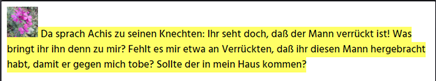 Da sprach Achis zu seinen Knechten: Ihr seht doch, daß der Mann verrückt ist! Was
bringt ihr ihn denn zu mir? Fehlt es mir etwa an Verrückten, daß ihr diesen Mann hergebracht
habt, damit er gegen mich tobe? Sollte der in mein Haus kommen?